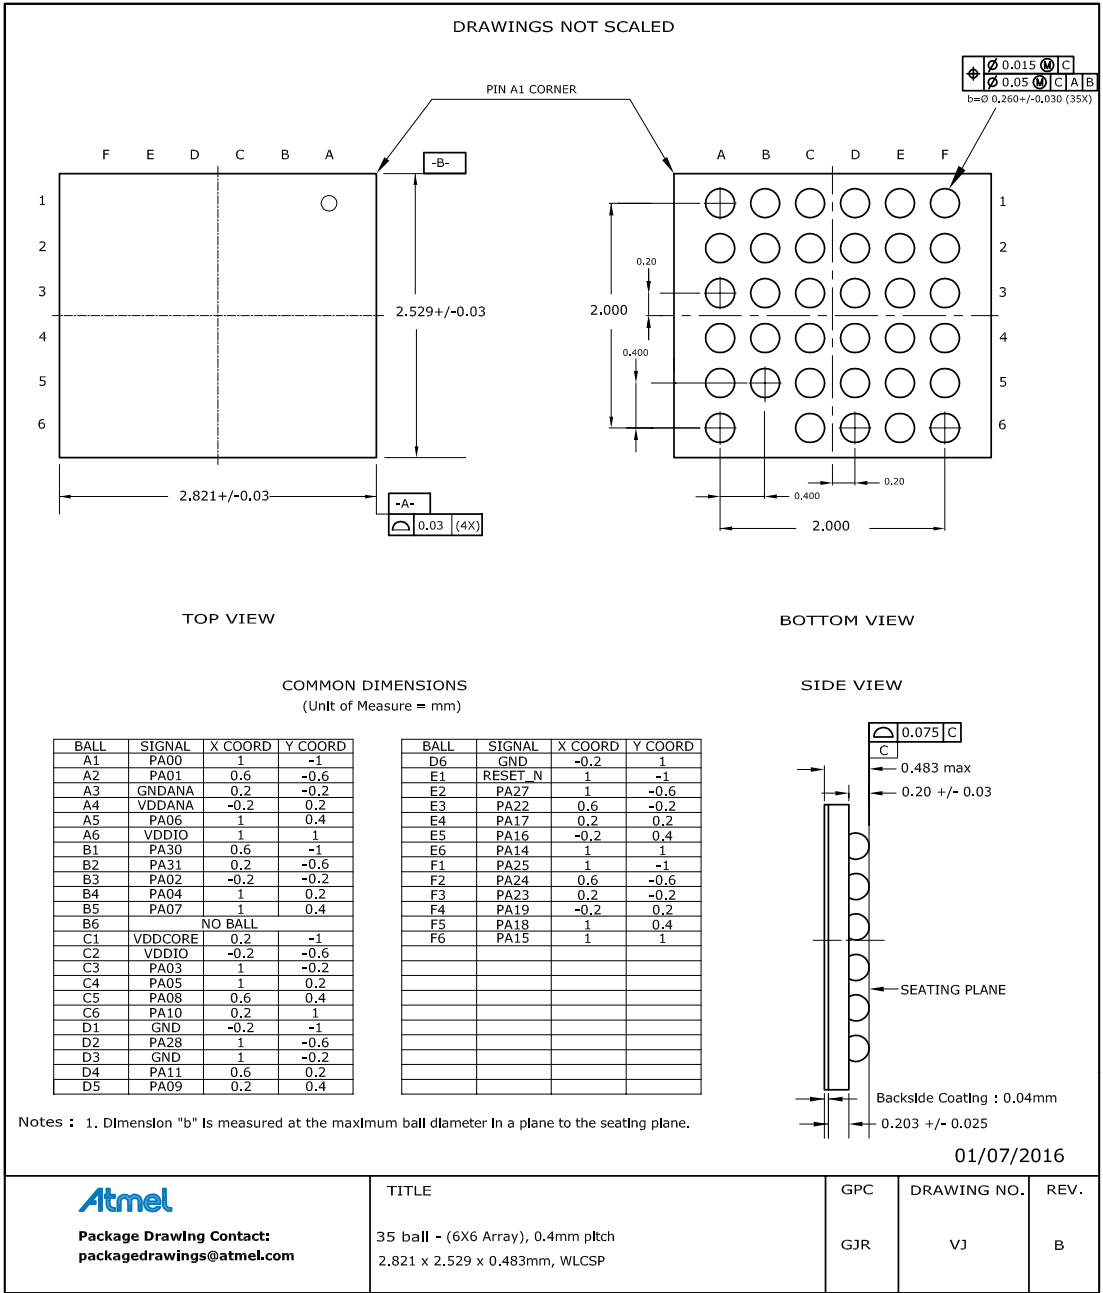 DRAWINGS NOT SCALED
⌀ 0.015 Ⓜ C
⌀ 0.05 Ⓜ C A B
b=Ø 0.260+/-0.030 (35X)
PIN A1 CORNER
F E D C B A
-B-
A B C D E F
1
2
3
4
5
6
2.529+/-0.03
2.821+/-0.03
-A-
0.03 (4X)
1
2
3
4
5
6
0.20
2.000
0.400
0.20
0.400
2.000
TOP VIEW
BOTTOM VIEW
COMMON DIMENSIONS
(Unit of Measure = mm)
SIDE VIEW
BALL SIGNAL X COORD Y COORD
A1 PA00 1 -1
A2 PA01 0.6 -0.6
A3 GNDANA 0.2 -0.2
A4 VDDANA -0.2 0.2
A5 PA06 1 0.4
A6 VDDIO 1 1
B1 PA30 0.6 -1
B2 PA31 0.2 -0.6
B3 PA02 -0.2 -0.2
B4 PA04 1 0.2
B5 PA07 1 0.4
B6 NO BALL
C1 VDDCORE 0.2 -1
C2 VDDIO -0.2 -0.6
C3 PA03 1 -0.2
C4 PA05 1 0.2
C5 PA08 0.6 0.4
C6 PA10 0.2 1
D1 GND -0.2 -1
D2 PA28 1 -0.6
D3 GND 1 -0.2
D4 PA11 0.6 0.2
D5 PA09 0.2 0.4
BALL SIGNAL X COORD Y COORD
D6 GND -0.2 1
E1 RESET_N 1 -1
E2 PA27 1 -0.6
E3 PA22 0.6 -0.2
E4 PA17 0.2 0.2
E5 PA16 -0.2 0.4
E6 PA14 1 1
F1 PA25 1 -1
F2 PA24 0.6 -0.6
F3 PA23 0.2 -0.2
F4 PA19 -0.2 0.2
F5 PA18 1 0.4
F6 PA15 1 1
0.075 C
C
0.483 max
0.20 +/- 0.03
SEATING PLANE
Backside Coating : 0.04mm
0.203 +/- 0.025
Notes : 1. Dimension "b" is measured at the maximum ball diameter in a plane to the seating plane.
01/07/2016
Atmel
Package Drawing Contact:
packagedrawings@atmel.com
TITLE
35 ball - (6X6 Array), 0.4mm pitch
2.821 x 2.529 x 0.483mm, WLCSP
GPC
GJR
DRAWING NO.
VJ
REV.
B